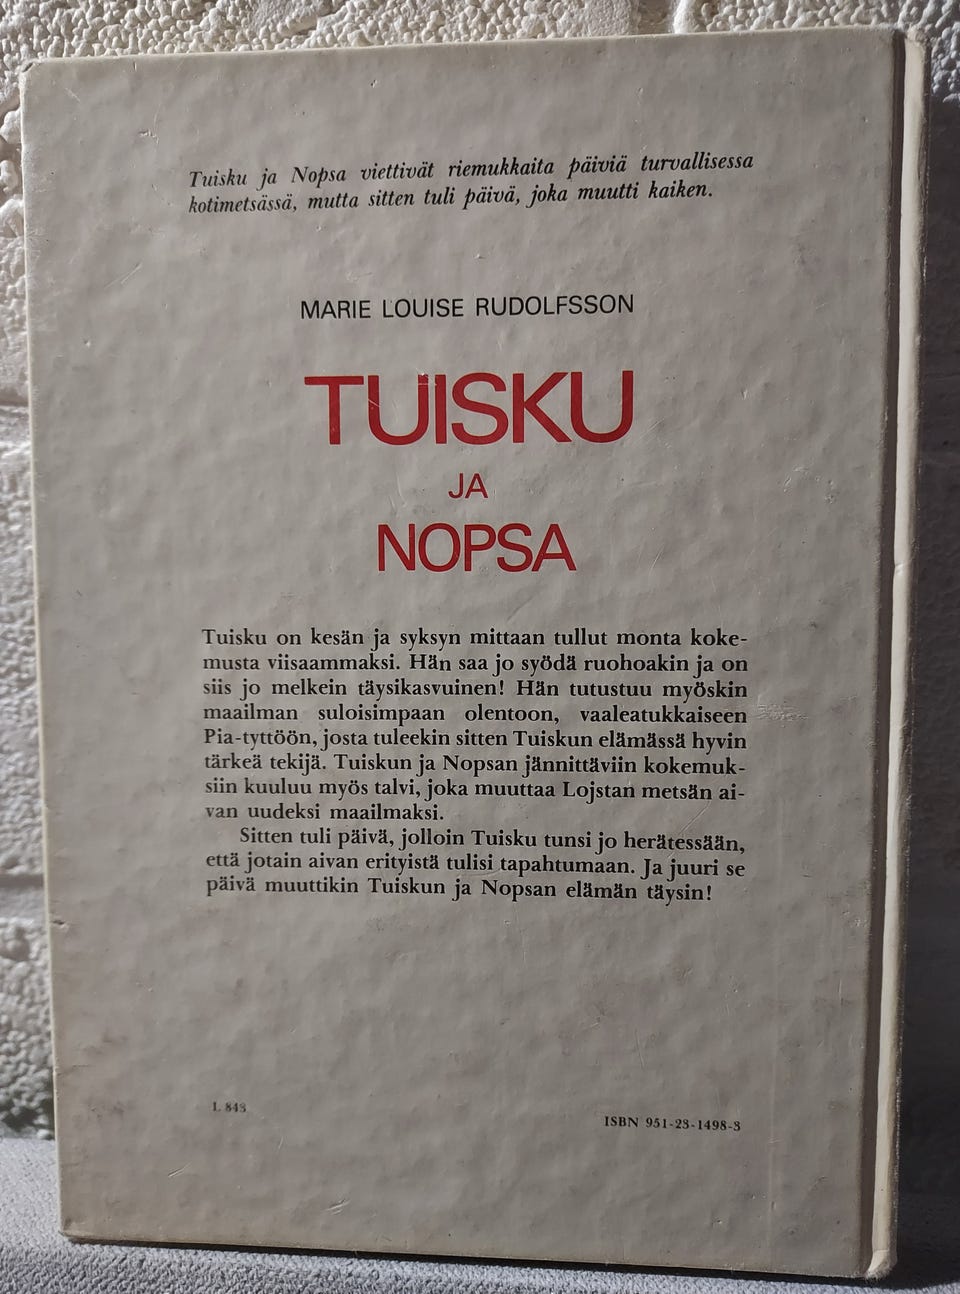 Tuisku ja Nopsa viettivät riemukkaita päiviä turvallisessa
kotimetsässä, mutta sitten tuli päivä, joka muutti kaiken.
MARIE LOUISE RUDOLFSSON
TUISKU
JA
NOPSA
Tuisku on kesän ja syksyn mittaan tullut monta koke-
musta viisaammaksi. Hän saa jo syödä ruohoakin ja on
siis jo melkein täysikasvuinen! Hän tutustuu myöskin
maailman suloisimpaan olentoon, vaaleatukkaiseen
Pia-tyttöön, josta tuleekin sitten Tuiskun elämässä hyvin
tärkeä tekijä. Tuiskun ja Nopsan jännittäviin kokemuk-
siin kuuluu myös talvi, joka muuttaa Lojstan metsän ai-
van uudeksi maailmaksi.
Sitten tuli päivä, jolloin Tuisku tunsi jo herätessään,
että jotain aivan erityistä tulisi tapahtumaan. Ja juuri se
päivä muuttikin Tuiskun ja Nopsan elämän täysin!
L 843
ISBN 951-23-1498-3